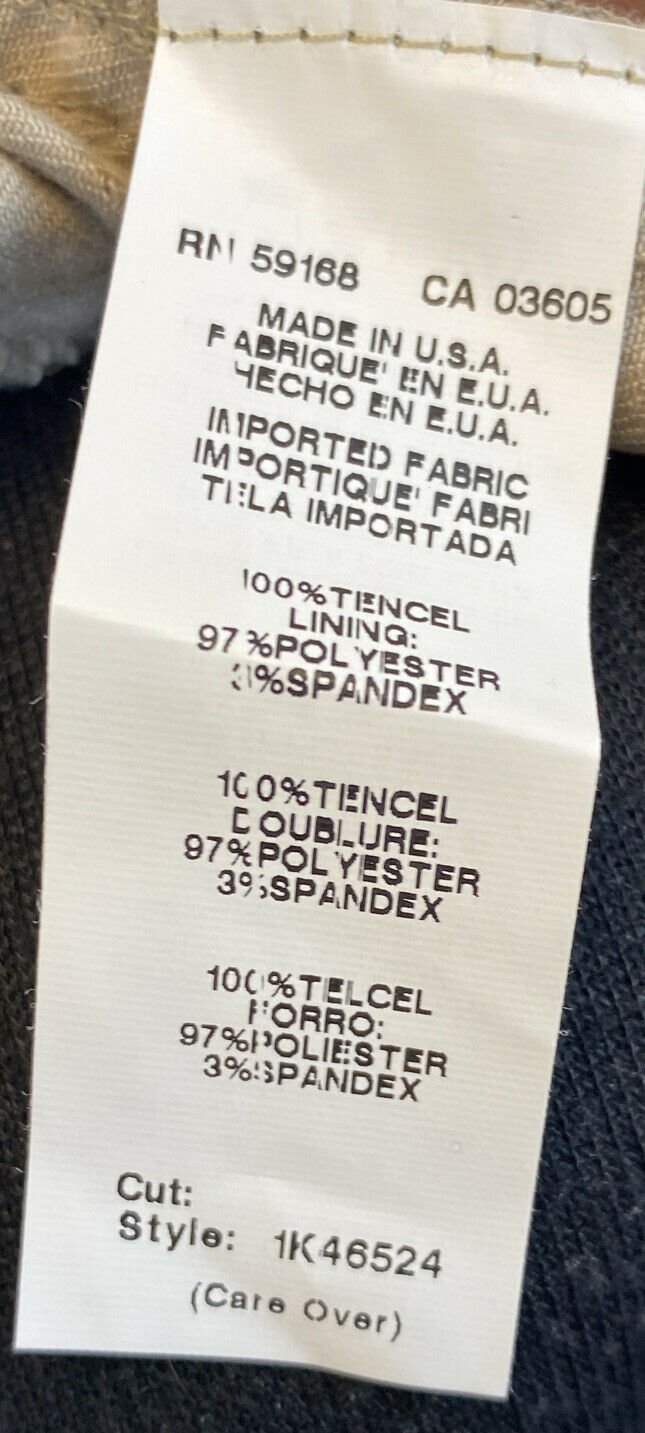 RN 59168 CA 03605
MADE IN U.S.A.
FABRIQUE' EN E.U.A.
HECHO EN E.U.A.
IMPORTED FABRIC
IMPORTIQUE' FABRI
TELA IMPORTADA
100%TENCEL
LINING:
97%POLYESTER
3%SPANDEX
100%TENCEL
DOUBLURE:
97%POLYESTER
3%SPANDEX
100%TELCEL
FORRO:
97%POLIESTER
3%SPANDEX
Cut:
Style: 1K46524
(Care Over)